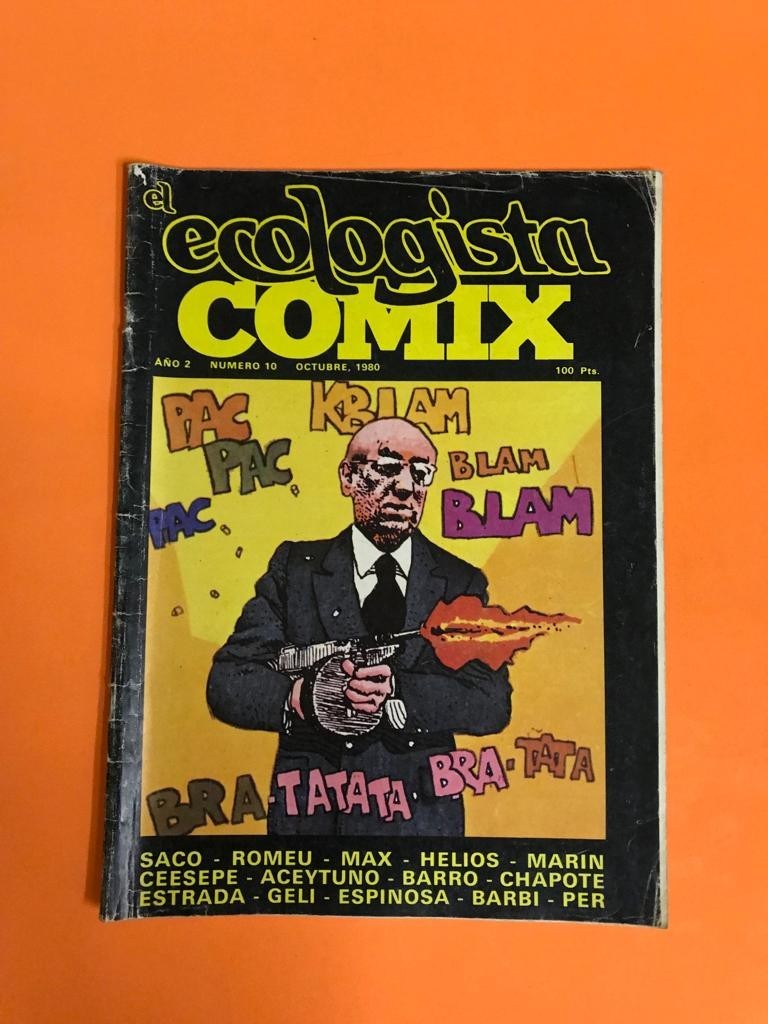 el
ecologista
COMIX
AÑO 2 NUMERO 10 OCTUBRE, 1980 100 Pts.
PAC KBLAM
PAC BLAM
PAC BLAM
BRA-TATATA BRA-TATA
SACO - ROMEU - MAX - HELIOS - MARIN
CEESEPE - ACEYTUNO - BARRO - CHAPOTE
ESTRADA - GELI - ESPINOSA - BARBI - PER